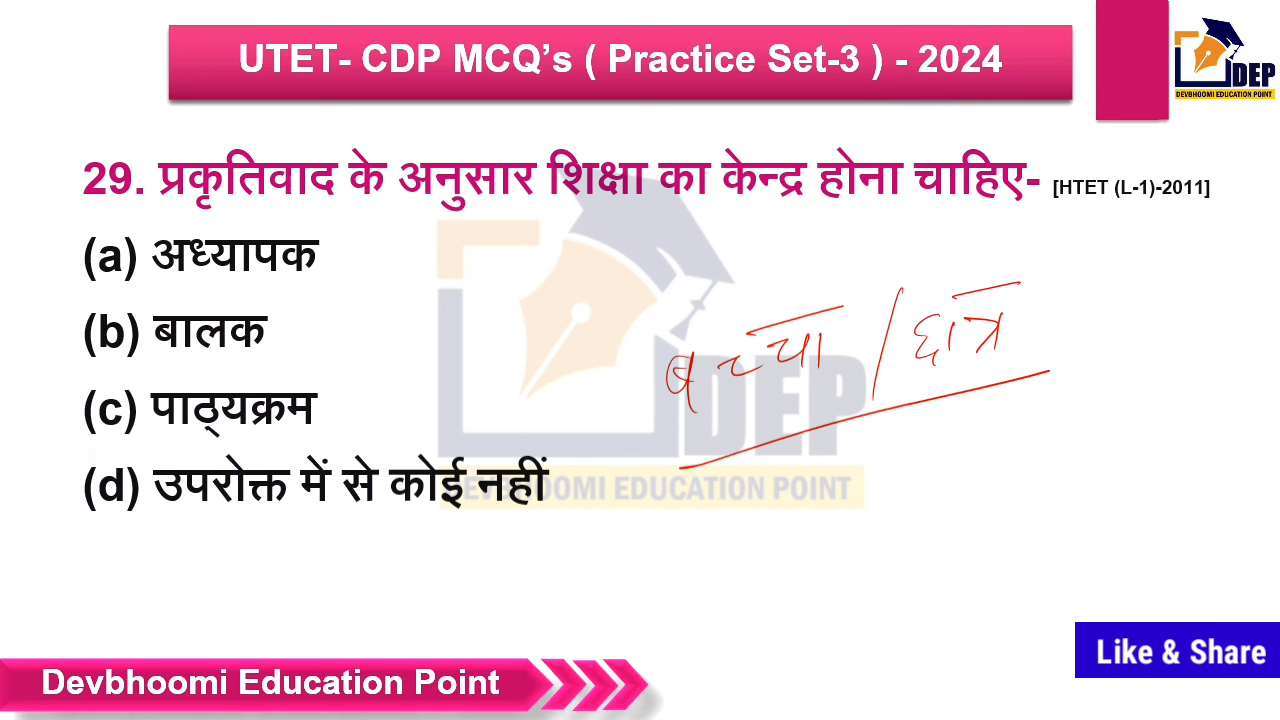 UTET- CDP MCQ’s ( Practice Set-3 ) - 2024
DEP
DEVBHOOMI EDUCATION POINT
29. प्रकृतिवाद के अनुसार शिक्षा का केन्द्र होना चाहिए- [HTET (L-1)-2011]
(a) अध्यापक
(b) बालक
बच्चा / छात्र
(c) पाठ्यक्रम
(d) उपरोक्त में से कोई नहीं
DEP
DEVBHOOMI EDUCATION POINT
Like & Share
Devbhoomi Education Point